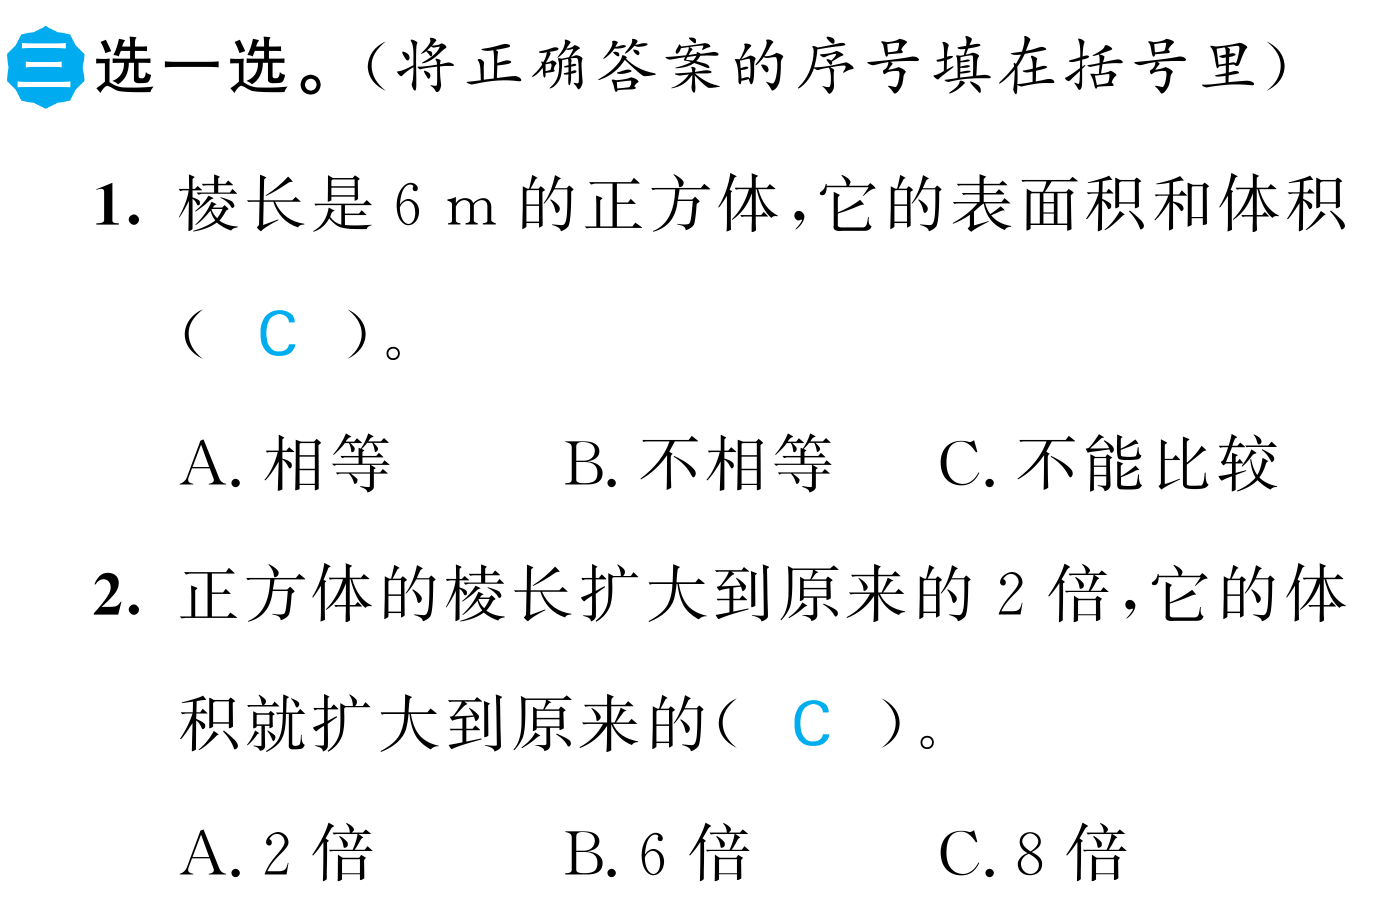 三 选一选。(将正确答案的序号填在括号里)
1. 棱长是 6 m 的正方体,它的表面积和体积
( C )。
A. 相等 B. 不相等 C. 不能比较
2. 正方体的棱长扩大到原来的 2 倍,它的体
积就扩大到原来的( C )。
A. 2 倍 B. 6 倍 C. 8 倍